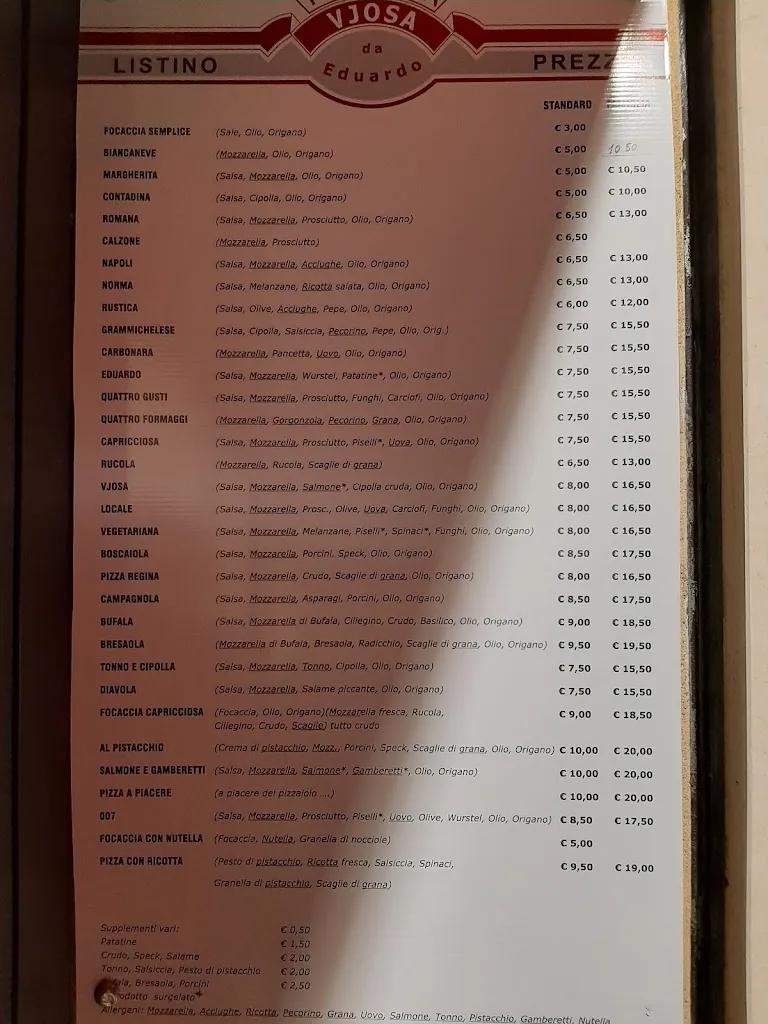 VJOSA
da
Eduardo
LISTINO PREZZ
STANDARD
FOCACCIA SEMPLICE (Sale, Olio, Origano) € 3,00
BIANCANEVE (Mozzarella, Olio, Origano) € 5,00 10.50
MARGHERITA (Salsa, Mozzarella, Olio, Origano) € 5,00 € 10,50
CONTADINA (Salsa, Cipolla, Olio, Origano) € 5,00 € 10,00
ROMANA (Salsa, Mozzarella, Prosciutto, Olio, Origano) € 6,50 € 13,00
CALZONE (Mozzarella, Prosciutto) € 6,50
NAPOLI (Salsa, Mozzarella, Acciughe, Olio, Origano) € 6,50 € 13,00
NORMA (Salsa, Melanzane, Ricotta salata, Olio, Origano) € 6,50 € 13,00
RUSTICA (Salsa, Olive, Acciughe, Pepe, Olio, Origano) € 6,00 € 12,00
GRAMMICHELESE (Salsa, Cipolla, Salsiccia, Pecorino, Pepe, Olio, Orig.) € 7,50 € 15,50
CARBONARA (Mozzarella, Pancetta, Uovo, Olio, Origano) € 7,50 € 15,50
EDUARDO (Salsa, Mozzarella, Wurstel, Patatine*, Olio, Origano) € 7,50 € 15,50
QUATTRO GUSTI (Salsa, Mozzarella, Prosciutto, Funghi, Carciofi, Olio, Origano) € 7,50 € 15,50
QUATTRO FORMAGGI (Mozzarella, Gorgonzola, Pecorino, Grana, Olio, Origano) € 7,50 € 15,50
CAPRICCIOSA (Salsa, Mozzarella, Prosciutto, Piselli*, Uova, Olio, Origano) € 7,50 € 15,50
RUCOLA (Mozzarella, Rucola, Scaglie di grana) € 6,50 € 13,00
VJOSA (Salsa, Mozzarella, Salmone*, Cipolla cruda, Olio, Origano) € 8,00 € 16,50
LOCALE (Salsa, Mozzarella, Prosc., Olive, Uova, Carciofi, Funghi, Olio, Origano) € 8,00 € 16,50
VEGETARIANA (Salsa, Mozzarella, Melanzane, Piselli*, Spinaci*, Funghi, Olio, Origano) € 8,00 € 16,50
BOSCAIOLA (Salsa, Mozzarella, Porcini, Speck, Olio, Origano) € 8,50 € 17,50
PIZZA REGINA (Salsa, Mozzarella, Crudo, Scaglie di grana, Olio, Origano) € 8,00 € 16,50
CAMPAGNOLA (Salsa, Mozzarella, Asparagi, Porcini, Olio, Origano) € 8,50 € 17,50
BUFALA (Salsa, Mozzarella di Bufala, Ciliegino, Crudo, Basilico, Olio, Origano) € 9,00 € 18,50
BRESAOLA (Mozzarella di Bufala, Bresaola, Radicchio, Scaglie di grana, Olio, Origano) € 9,50 € 19,50
TONNO E CIPOLLA (Salsa, Mozzarella, Tonno, Cipolla, Olio, Origano) € 7,50 € 15,50
DIAVOLA (Salsa, Mozzarella, Salame piccante, Olio, Origano) € 7,50 € 15,50
FOCACCIA CAPRICCIOSA (Focaccia, Olio, Origano)(Mozzarella fresca, Rucola, € 9,00 € 18,50
Ciliegino, Crudo, Scaglie) tutto crudo
AL PISTACCHIO (Crema di pistacchio, Mozz., Porcini, Speck, Scaglie di grana, Olio, Origano) € 10,00 € 20,00
SALMONE E GAMBERETTI (Salsa, Mozzarella, Salmone*, Gamberetti*, Olio, Origano) € 10,00 € 20,00
PIZZA A PIACERE (a piacere del pizzaiolo ....) € 10,00 € 20,00
007 (Salsa, Mozzarella, Prosciutto, Piselli*, Uovo, Olive, Wurstel, Olio, Origano) € 8,50 € 17,50
FOCACCIA CON NUTELLA (Focaccia, Nutella, Granella di nocciole) € 5,00
PIZZA CON RICOTTA (Pesto di pistacchio, Ricotta fresca, Salsiccia, Spinaci, € 9,50 € 19,00
Granella di pistacchio, Scaglie di grana)
Supplementi vari: € 0,50
Patatine € 1,50
Crudo, Speck, Salame € 2,00
Tonno, Salsiccia, Pesto di pistacchio € 2,00
Bresaola, Porcini € 2,50
surgelato*
Allergeni: Mozzarella, Acciughe, Ricotta, Pecorino, Grana, Uovo, Salmone, Tonno, Pistacchio, Gamberetti, Nutella